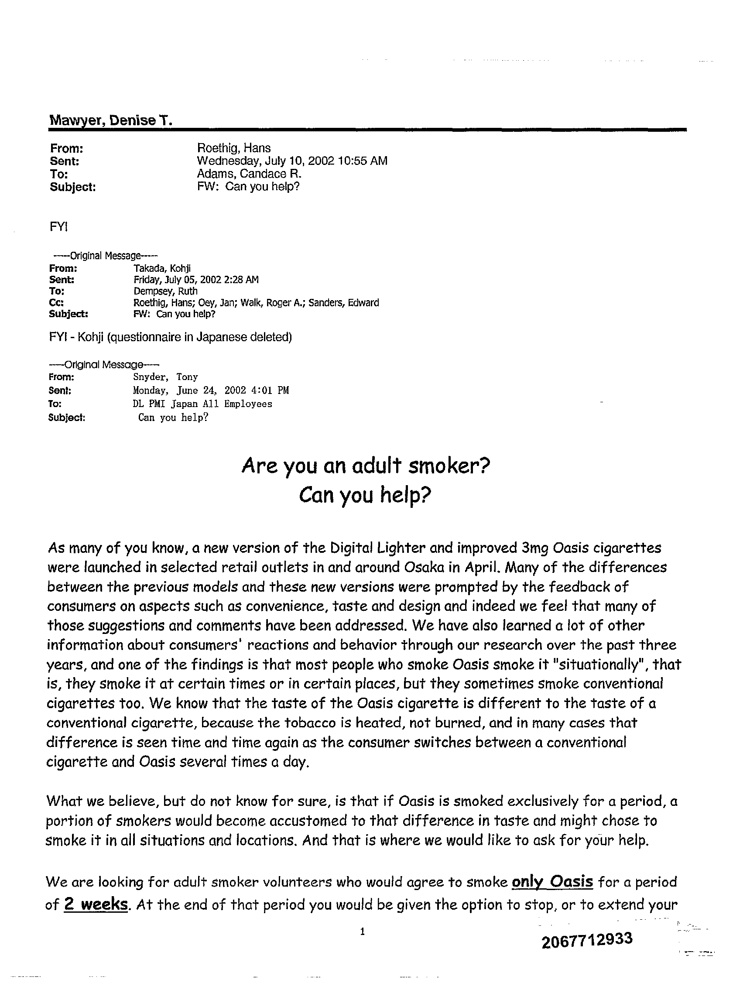 Mawyer, Denise T.
From: Roethig, Hans
Sent: Wednesday, July 10, 2002 10:55 AM
To: Adams, Candace R.
Subject: FW: Can you help?
FYI
-----Original Message-----
From: Takada, Kohji
Sent: Friday, July 05, 2002 2:28 AM
To: Dempsey, Ruth
Cc: Roethig, Hans; Oey, Jan; Walk, Roger A.; Sanders, Edward
Subject: FW: Can you help?
FYI - Kohji (questionnaire in Japanese deleted)
-----Original Message-----
From: Snyder, Tony
Sent: Monday, June 24, 2002 4:01 PM
To: DL PMI Japan All Employees
Subject: Can you help?
Are you an adult smoker?
Can you help?
As many of you know, a new version of the Digital Lighter and improved 3mg Oasis cigarettes
were launched in selected retail outlets in and around Osaka in April. Many of the differences
between the previous models and these new versions were prompted by the feedback of
consumers on aspects such as convenience, taste and design and indeed we feel that many of
those suggestions and comments have been addressed. We have also learned a lot of other
information about consumers' reactions and behavior through our research over the past three
years, and one of the findings is that most people who smoke Oasis smoke it "situationally", that
is, they smoke it at certain times or in certain places, but they sometimes smoke conventional
cigarettes too. We know that the taste of the Oasis cigarette is different to the taste of a
conventional cigarette, because the tobacco is heated, not burned, and in many cases that
difference is seen time and time again as the consumer switches between a conventional
cigarette and Oasis several times a day.
What we believe, but do not know for sure, is that if Oasis is smoked exclusively for a period, a
portion of smokers would become accustomed to that difference in taste and might chose to
smoke it in all situations and locations. And that is where we would like to ask for your help.
We are looking for adult smoker volunteers who would agree to smoke only Oasis for a period
of 2 weeks. At the end of that period you would be given the option to stop, or to extend your
1
2067712933